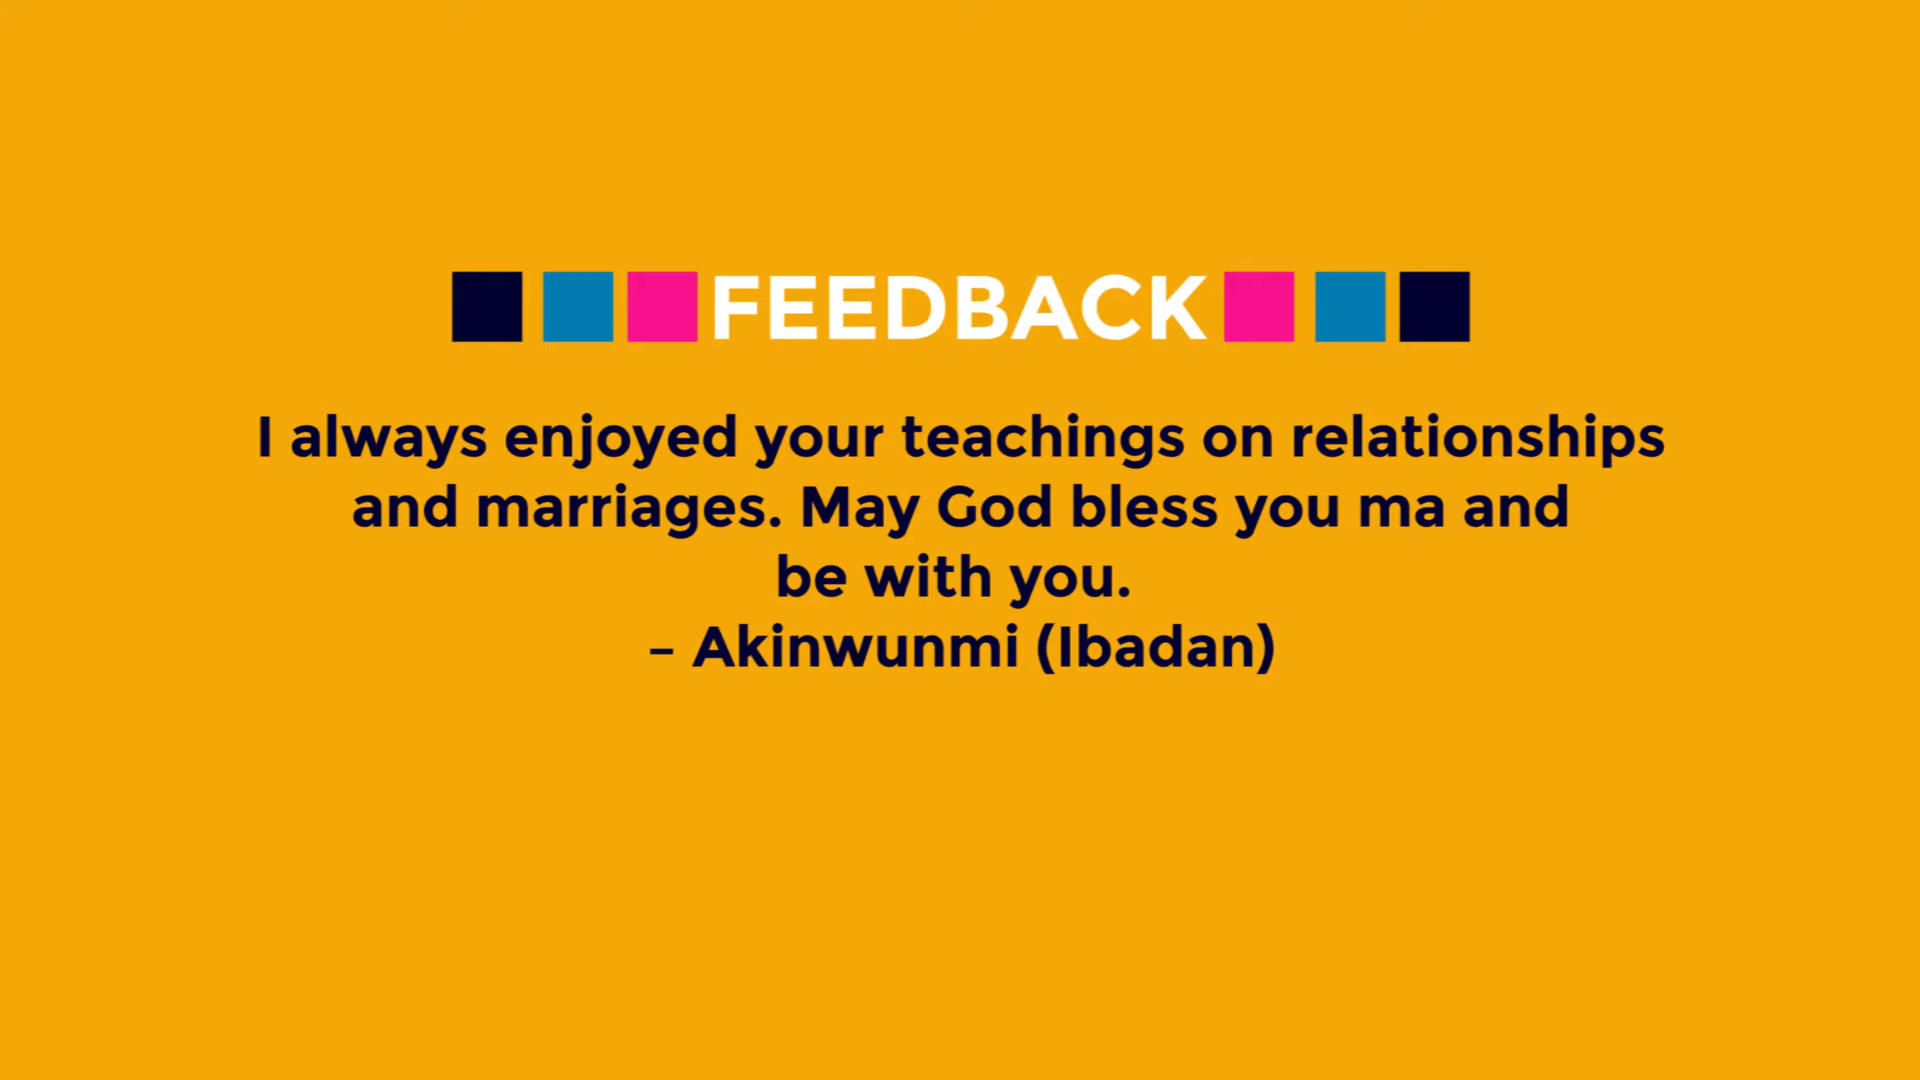 FEEDBACK
I always enjoyed your teachings on relationships
and marriages. May God bless you ma and
be with you.
– Akinwunmi (Ibadan)